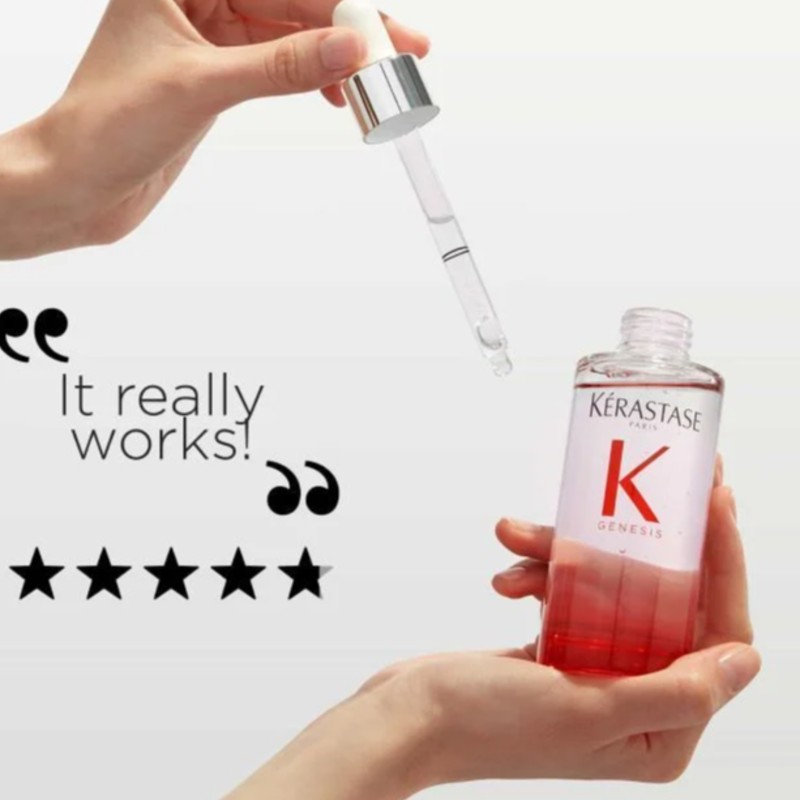 “
It really
works!
”
KÉRASTASE
PARIS
K
GENESIS